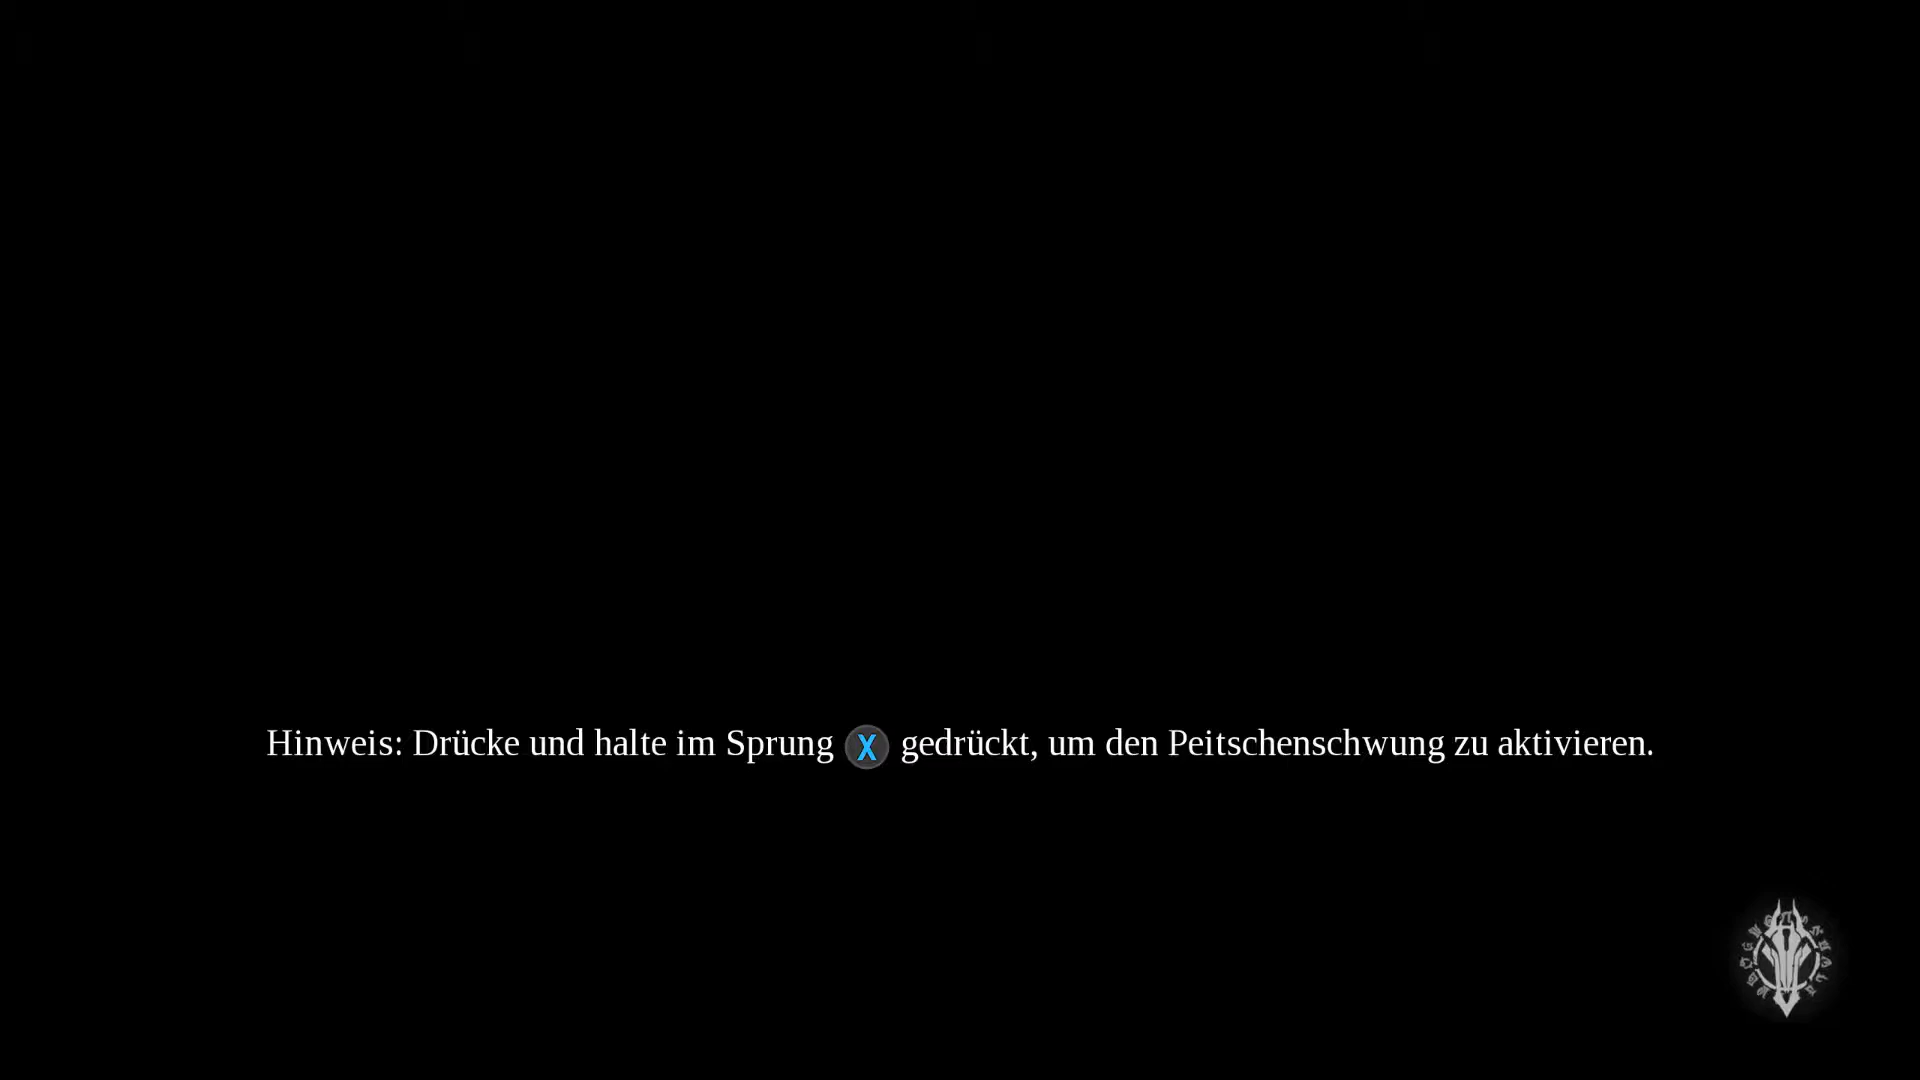 Hinweis: Drücke und halte im Sprung X gedrückt, um den Peitschenschwung zu aktivieren.